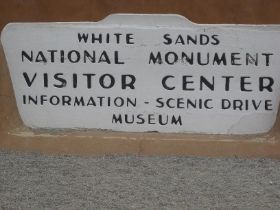 WHITE SANDS
NATIONAL MONUMENT
VISITOR CENTER
INFORMATION - SCENIC DRIVE
MUSEUM